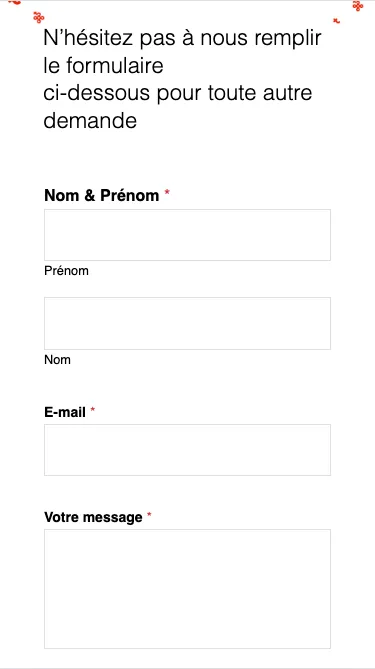 N’hésitez pas à nous remplir
le formulaire
ci-dessous pour toute autre
demande
Nom & Prénom *
Prénom
Nom
E-mail *
Votre message *